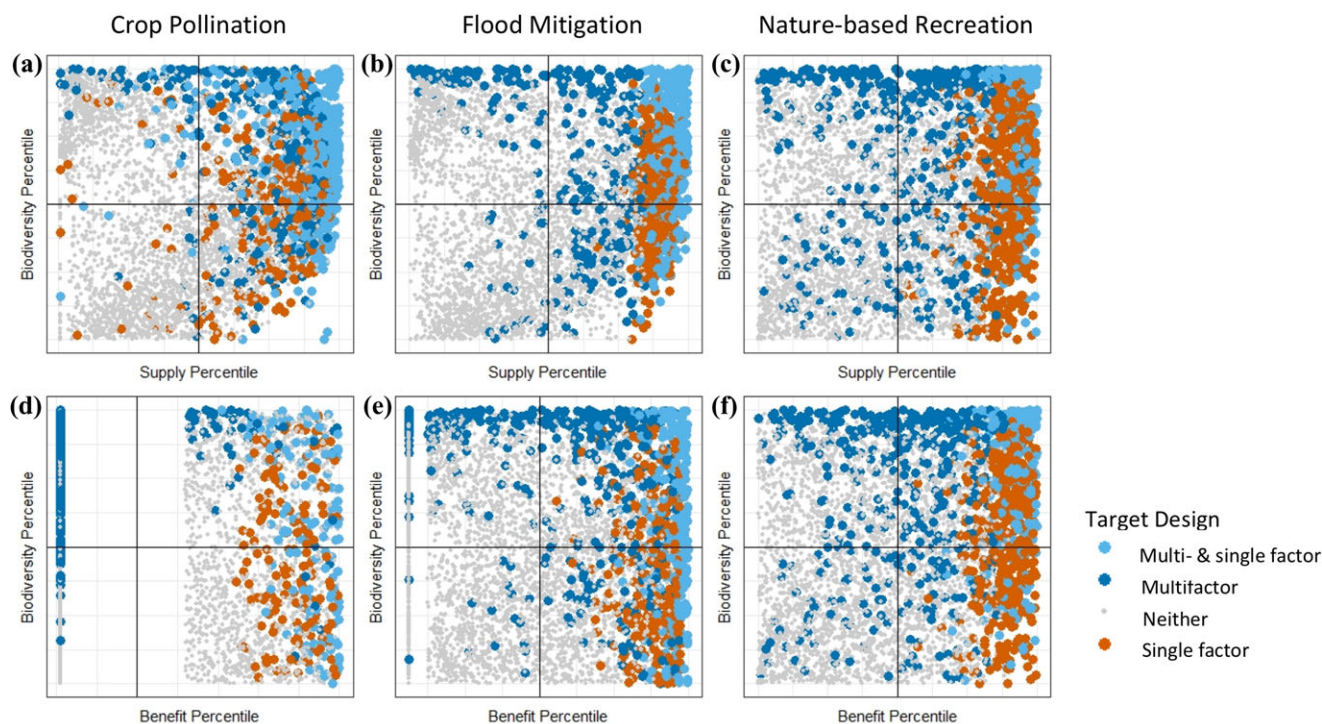 Crop Pollination
Flood Mitigation
Nature-based Recreation
(a)
(b)
(c)
Biodiversity Percentile
Biodiversity Percentile
Biodiversity Percentile
Supply Percentile
Supply Percentile
Supply Percentile
(d)
(e)
(f)
Biodiversity Percentile
Biodiversity Percentile
Biodiversity Percentile
Benefit Percentile
Benefit Percentile
Benefit Percentile
Target Design
Multi- & single factor
Multifactor
Neither
Single factor